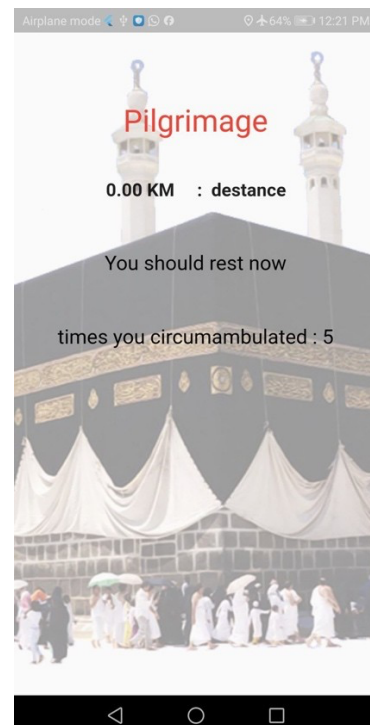 Airplane mode 64% 12:21 PM
Pilgrimage
0.00 KM : destance
You should rest now
times you circumambulated : 5